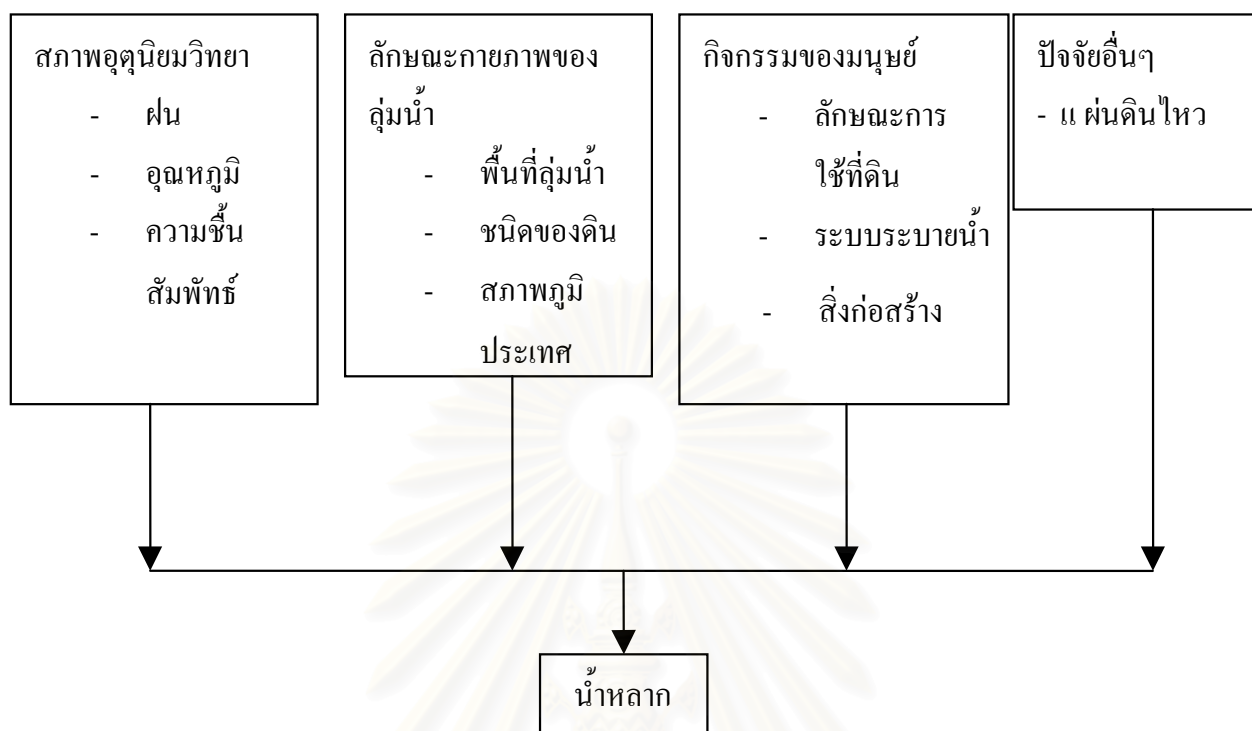 สภาพอุตุนิยมวิทยา
- ฝน
- อุณหภูมิ
- ความชื้น
สัมพัทธ์
ลักษณะกายภาพของ
ลุ่มน้ำ
- พื้นที่ลุ่มน้ำ
- ชนิดของดิน
- สภาพภูมิ
ประเทศ
กิจกรรมของมนุษย์
- ลักษณะการ
ใช้ที่ดิน
- ระบบระบายน้ำ
- สิ่งก่อสร้าง
ปัจจัยอื่นๆ
- แผ่นดินไหว
น้ำหลาก